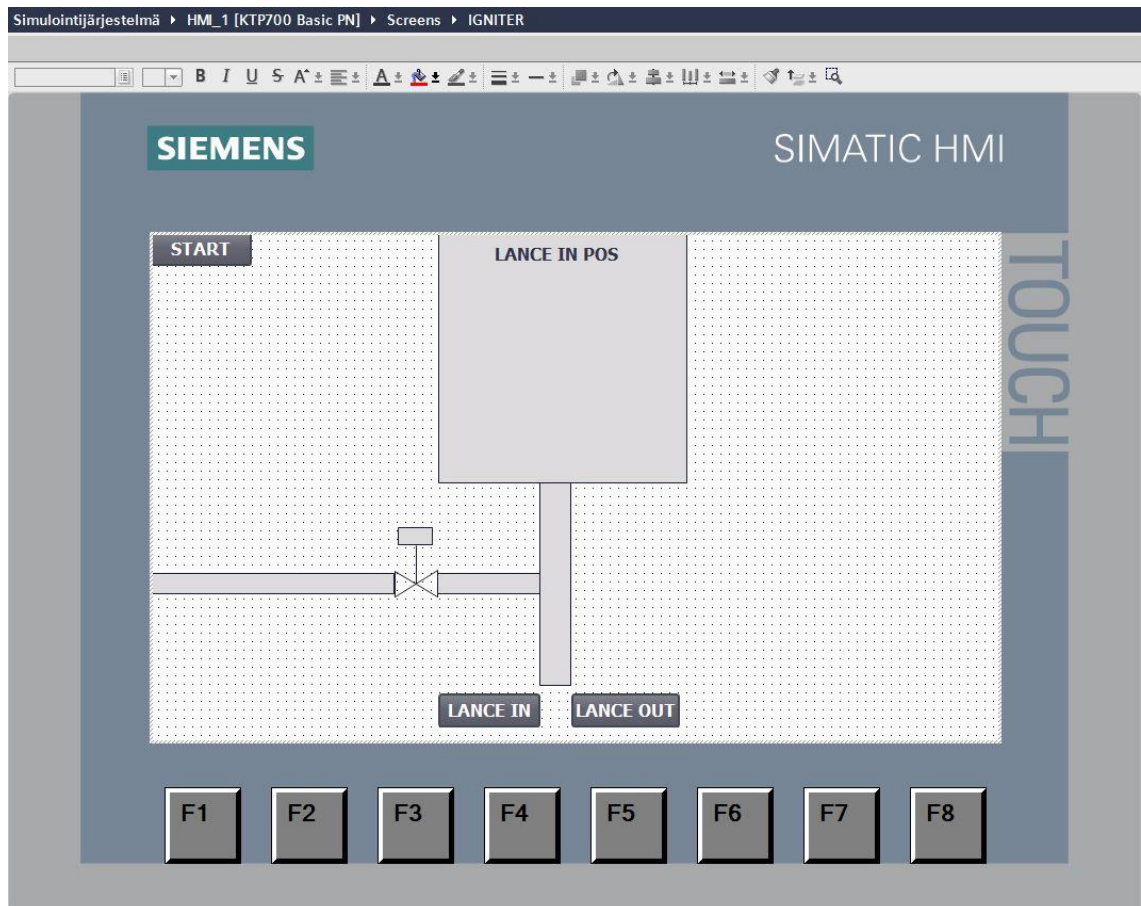 Simulointijärjestelmä ▸ HMI_1 [KTP700 Basic PN] ▸ Screens ▸ IGNITER
B I U S A A
SIEMENS
SIMATIC HMI
START
LANCE IN POS
TOUCH
LANCE IN
LANCE OUT
F1 F2 F3 F4 F5 F6 F7 F8